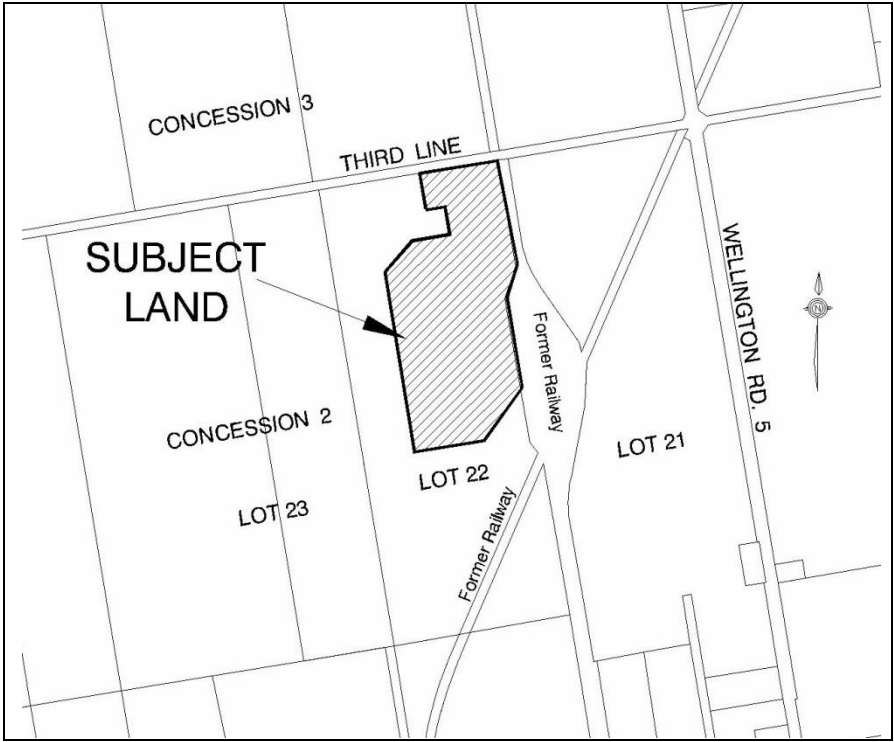 CONCESSION 3
THIRD LINE
SUBJECT
LAND
WELLINGTON RD. 5
N
Former Railway
CONCESSION 2
LOT 21
LOT 22
LOT 23
Former Railway